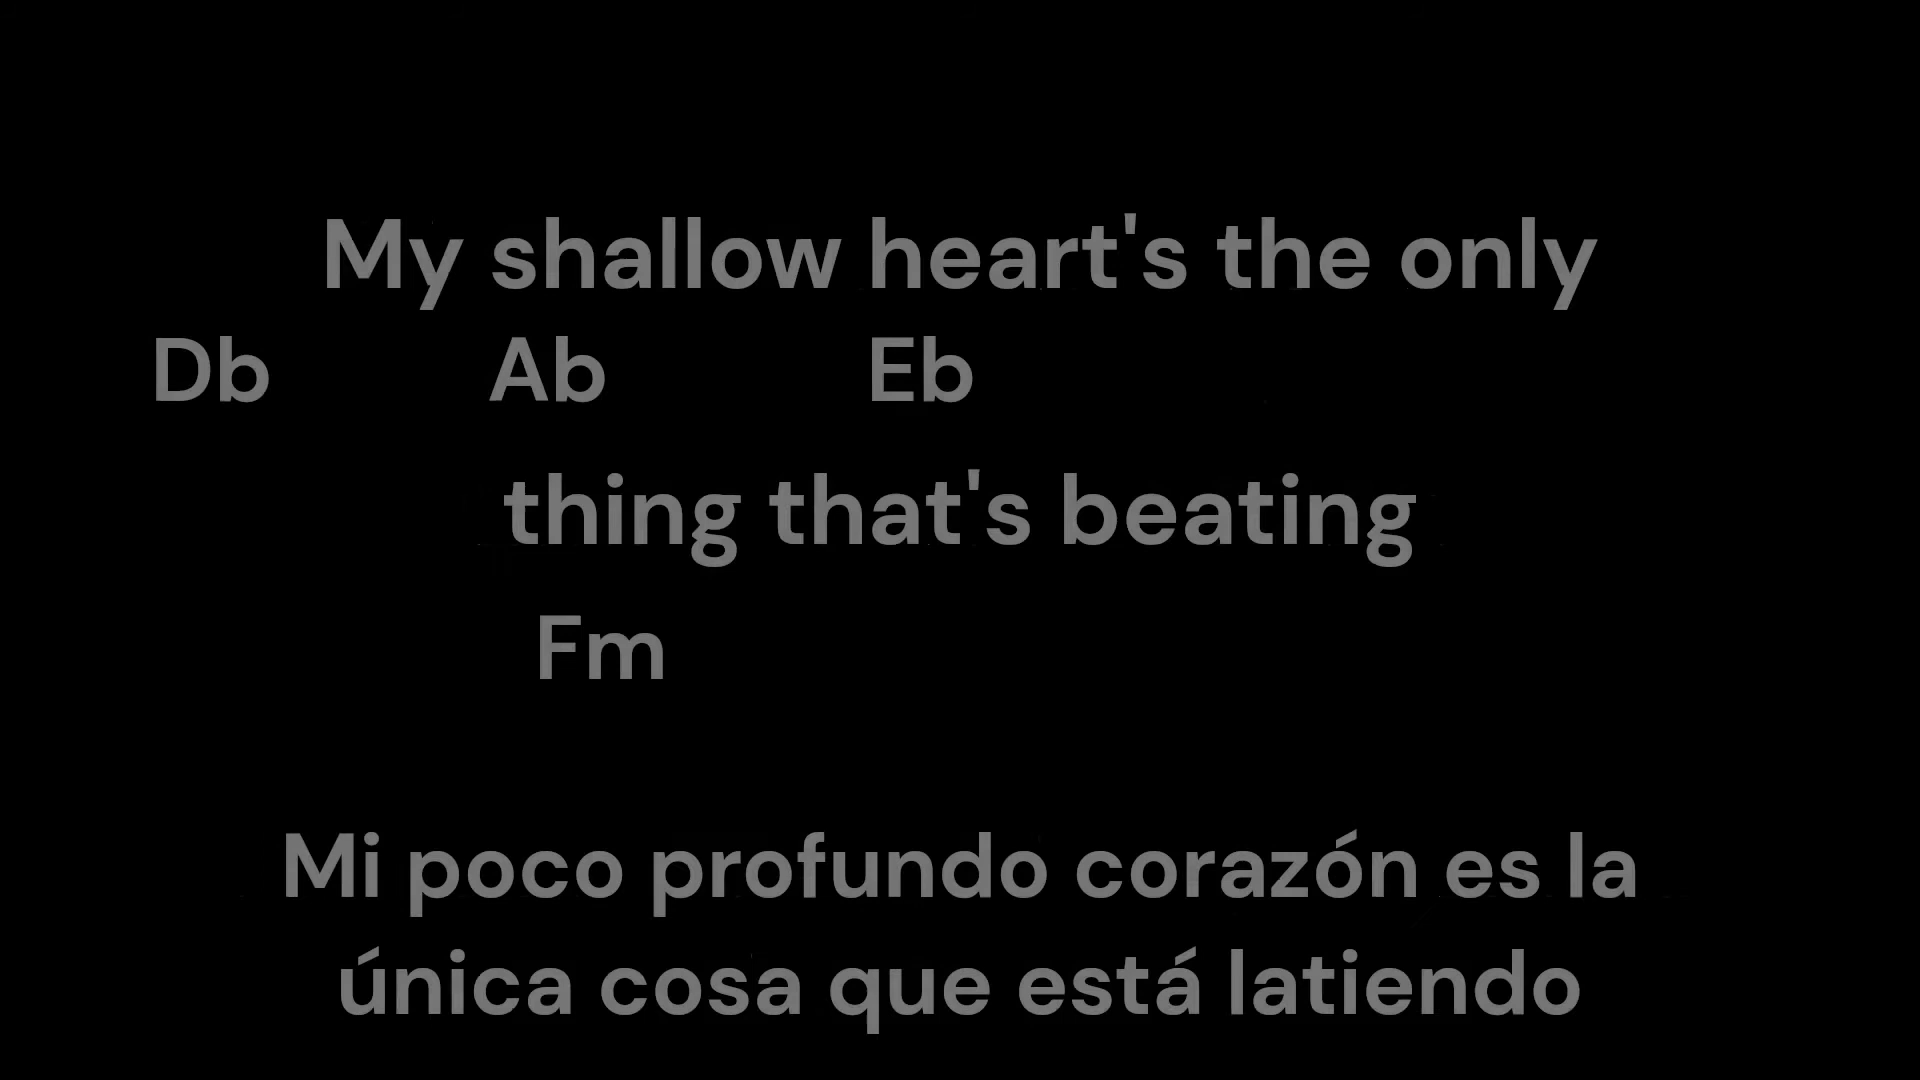 My shallow heart's the only
Db Ab Eb
thing that's beating
Fm
Mi poco profundo corazón es la
única cosa que está latiendo